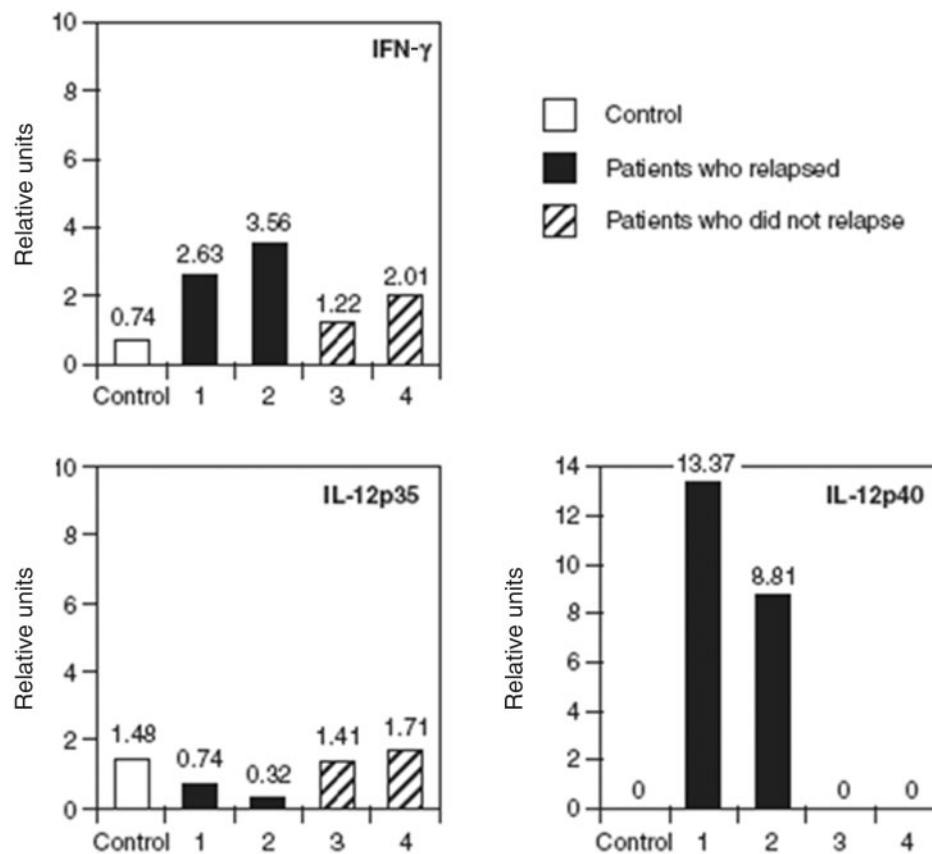 10
IFN-γ
8
6
4
2
0
Relative units
0.74
2.63
3.56
1.22
2.01
Control 1 2 3 4
Control
Patients who relapsed
Patients who did not relapse
10
IL-12p35
8
6
4
2
0
Relative units
1.48
0.74
0.32
1.41
1.71
Control 1 2 3 4
14
13.37
IL-12p40
12
10
8
6
4
2
0
Relative units
0
8.81
0
0
Control 1 2 3 4